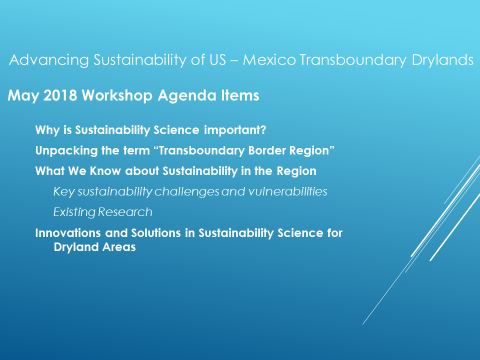 Advancing Sustainability of US – Mexico Transboundary Drylands
May 2018 Workshop Agenda Items
Why is Sustainability Science important?
Unpacking the term “Transboundary Border Region”
What We Know about Sustainability in the Region
Key sustainability challenges and vulnerabilities
Existing Research
Innovations and Solutions in Sustainability Science for
Dryland Areas